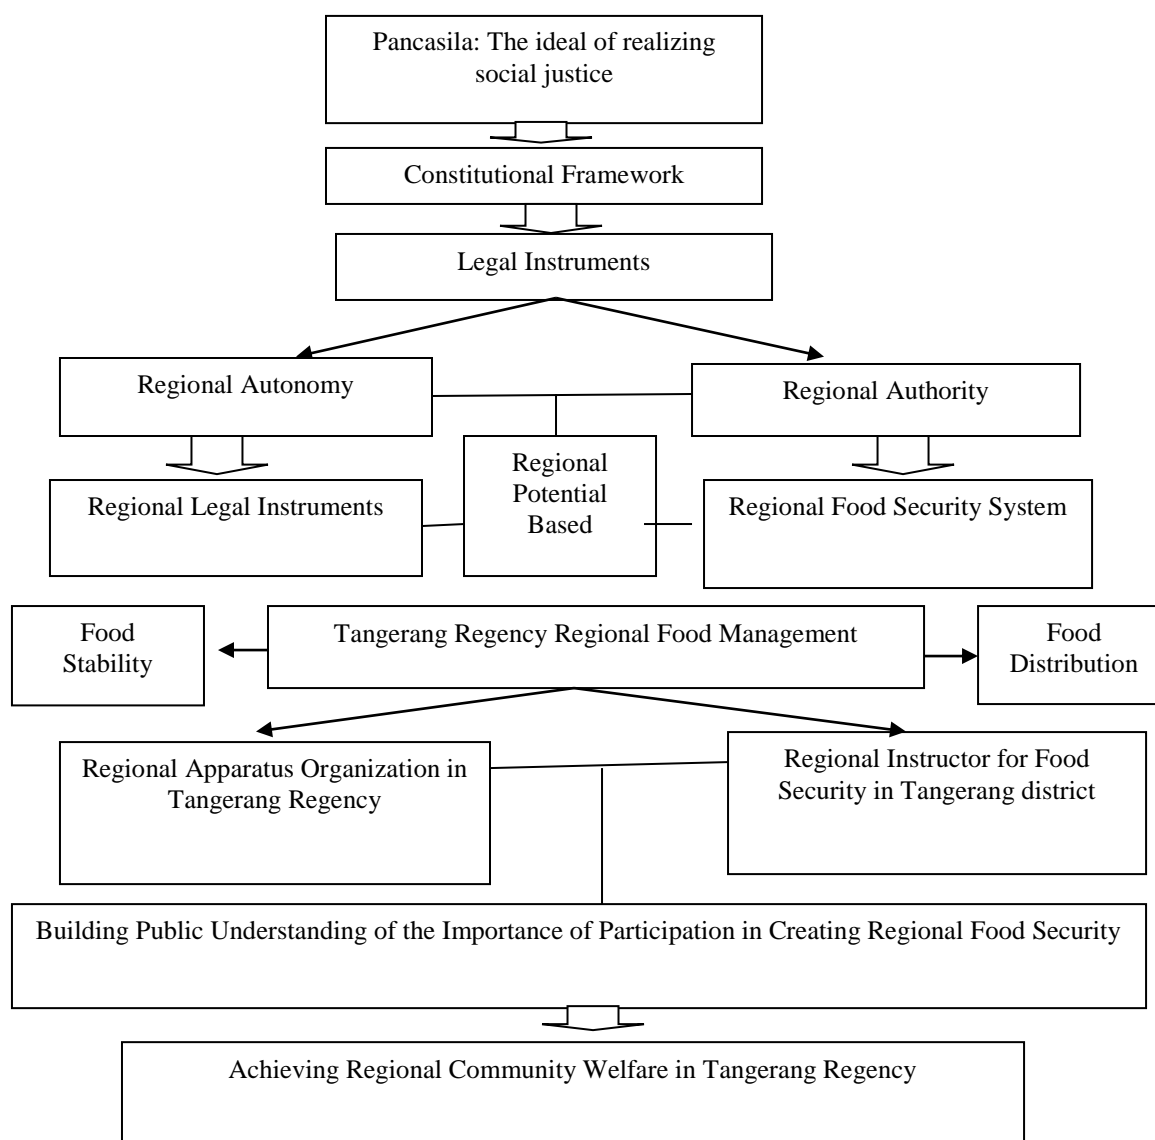 Pancasila: The ideal of realizing
social justice
Constitutional Framework
Legal Instruments
Regional Autonomy
Regional Authority
Regional
Potential
Based
Regional Legal Instruments
Regional Food Security System
Food
Stability
Tangerang Regency Regional Food Management
Food
Distribution
Regional Apparatus Organization in
Tangerang Regency
Regional Instructor for Food
Security in Tangerang district
Building Public Understanding of the Importance of Participation in Creating Regional Food Security
Achieving Regional Community Welfare in Tangerang Regency